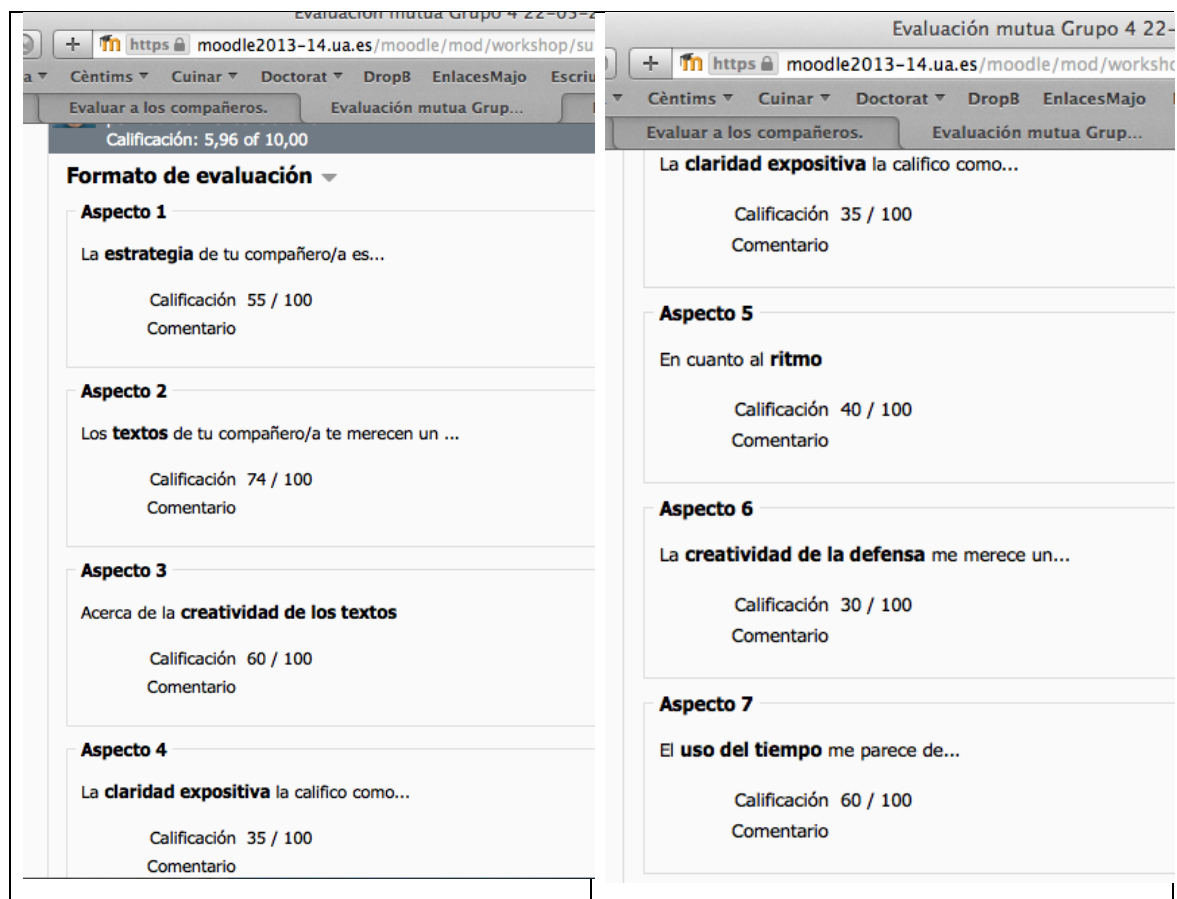 Evaluación mutua Grupo 4 22-03-2
https moodle2013-14.ua.es/moodle/mod/workshop/su
Cèntims Cuinar Doctorat DropB EnlacesMajo Escriu
Evaluar a los compañeros. Evaluación mutua Grup...
Calificación: 5,96 of 10,00
Formato de evaluación
Aspecto 1
La estrategia de tu compañero/a es...
Calificación 55 / 100
Comentario
Aspecto 2
Los textos de tu compañero/a te merecen un ...
Calificación 74 / 100
Comentario
Aspecto 3
Acerca de la creatividad de los textos
Calificación 60 / 100
Comentario
Aspecto 4
La claridad expositiva la califico como...
Calificación 35 / 100
Comentario
Evaluación mutua Grupo 4 22-
https moodle2013-14.ua.es/moodle/mod/worksho
Cèntims Cuinar Doctorat DropB EnlacesMajo
Evaluar a los compañeros. Evaluación mutua Grup...
La claridad expositiva la califico como...
Calificación 35 / 100
Comentario
Aspecto 5
En cuanto al ritmo
Calificación 40 / 100
Comentario
Aspecto 6
La creatividad de la defensa me merece un...
Calificación 30 / 100
Comentario
Aspecto 7
El uso del tiempo me parece de...
Calificación 60 / 100
Comentario